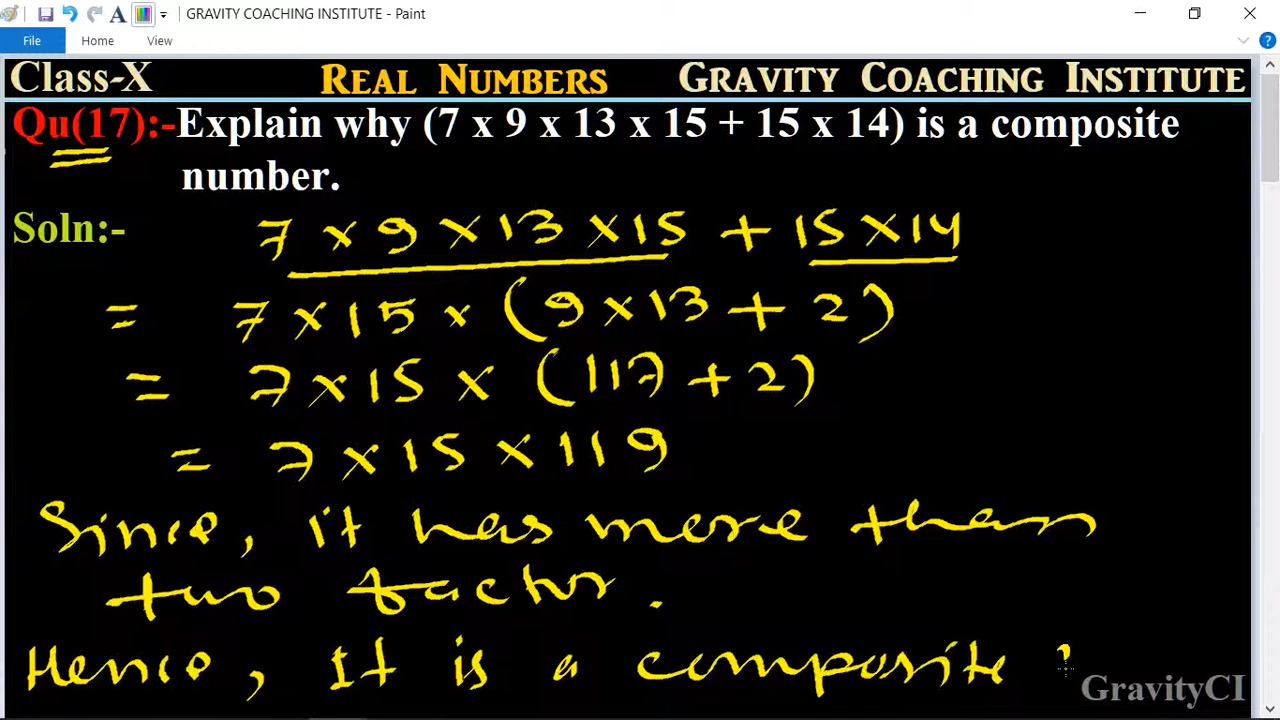 GRAVITY COACHING INSTITUTE - Paint
File Home View
Class-X Real Numbers Gravity Coaching Institute
Qu(17):-Explain why (7 x 9 x 13 x 15 + 15 x 14) is a composite
number.
Soln:- 7 × 9 × 13 × 15 + 15 × 14
= 7 × 15 × (9 × 13 + 2)
= 7 × 15 × (117 + 2)
= 7 × 15 × 119
Since, it has more than
two factor.
Hence, It is a composite
GravityCI